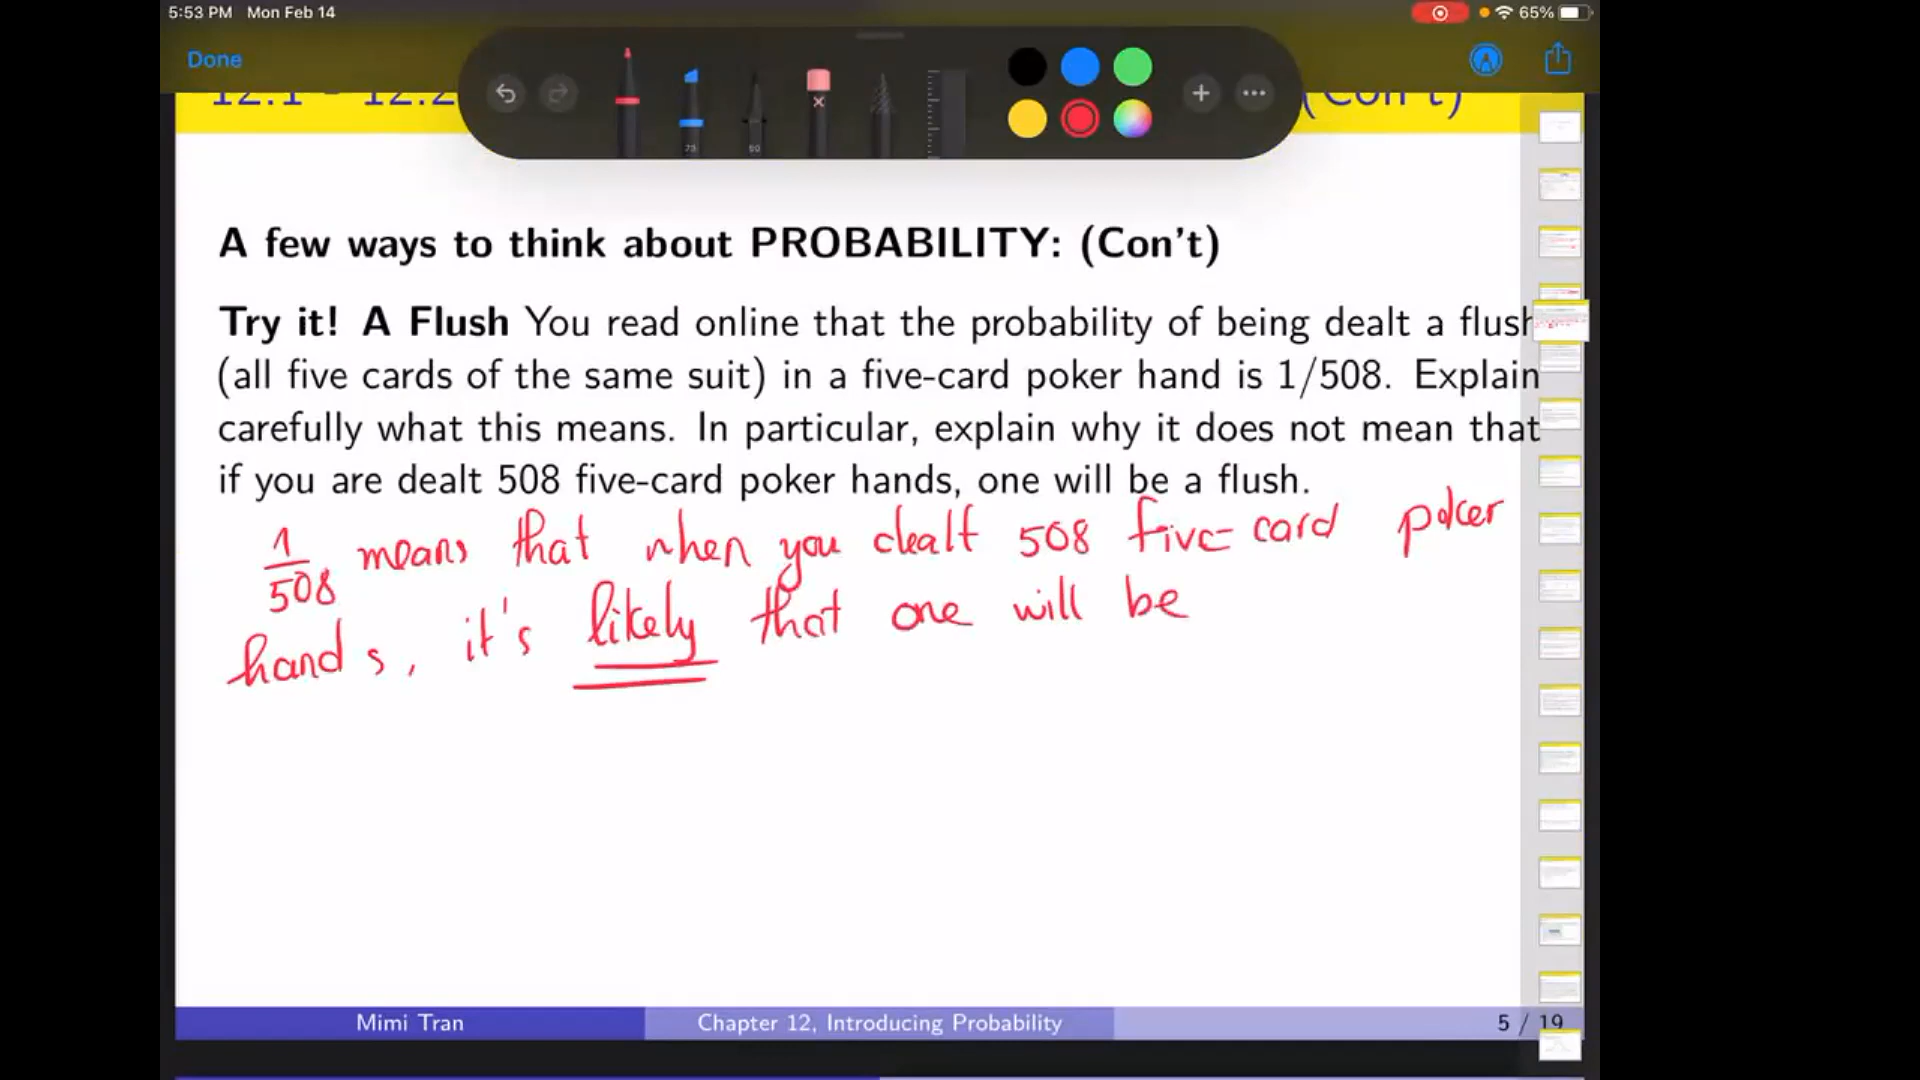 5:53 PM Mon Feb 14
65%
Done
(Con't)
75
50
A few ways to think about PROBABILITY: (Con't)
Try it! A Flush You read online that the probability of being dealt a flush
(all five cards of the same suit) in a five-card poker hand is 1/508. Explain
carefully what this means. In particular, explain why it does not mean that
if you are dealt 508 five-card poker hands, one will be a flush.
1/508 means that when you dealt 508 five-card poker
hands, it's likely that one will be
Mimi Tran Chapter 12, Introducing Probability 5 / 19